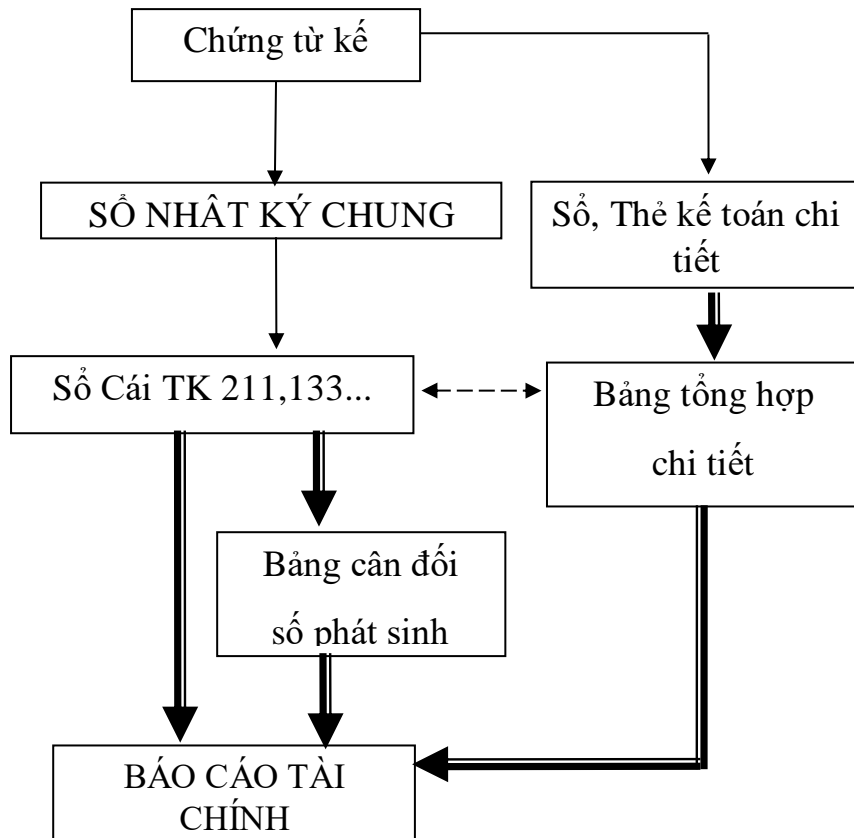 Chứng từ kế
SỔ NHÂT KÝ CHUNG
Sổ, Thẻ kế toán chi
tiết
Sổ Cái TK 211,133...
Bảng tổng hợp
chi tiết
Bảng cân đối
số phát sinh
BÁO CÁO TÀI
CHÍNH